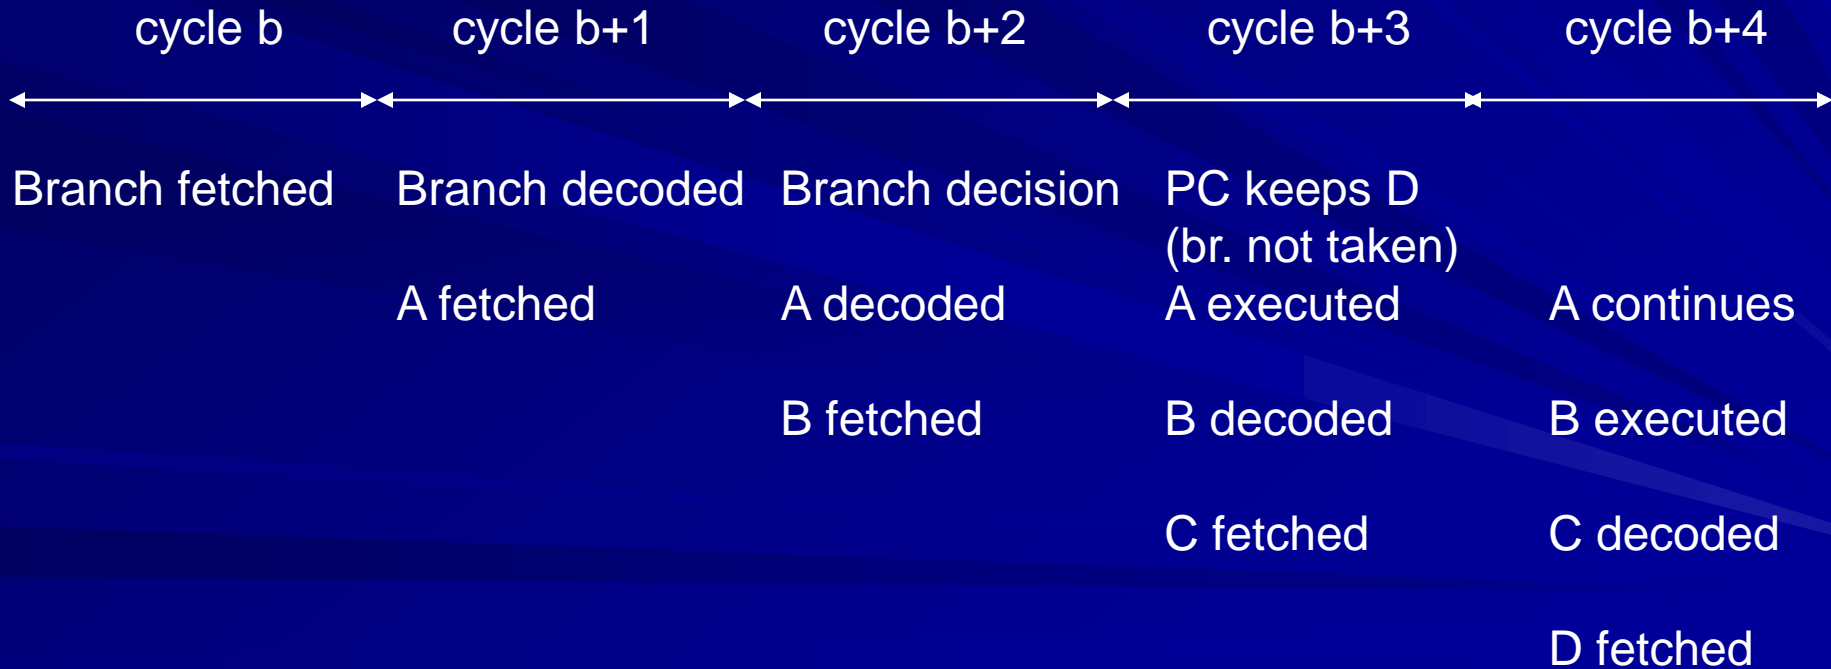 cycle b cycle b+1 cycle b+2 cycle b+3 cycle b+4
Branch fetched Branch decoded Branch decision PC keeps D
(br. not taken)
A fetched A decoded A executed A continues
B fetched B decoded B executed
C fetched C decoded
D fetched